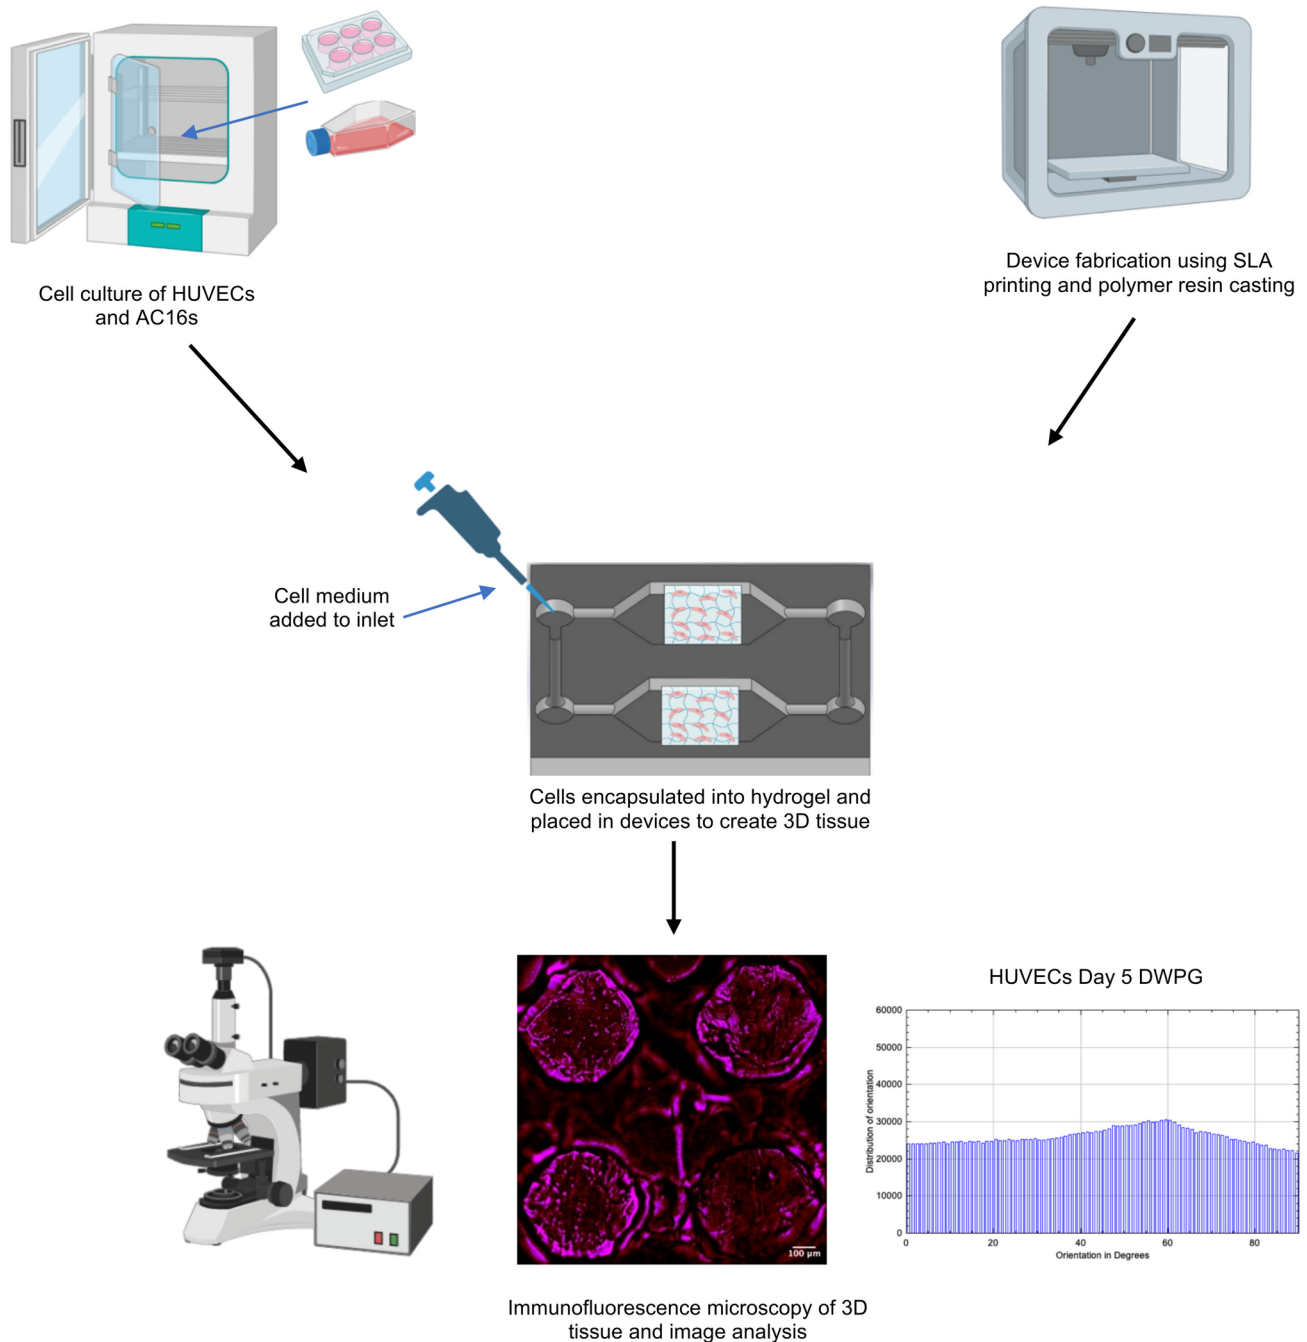 Cell culture of HUVECs
and AC16s
Device fabrication using SLA
printing and polymer resin casting
Cell medium
added to inlet
Cells encapsulated into hydrogel and
placed in devices to create 3D tissue
100 µm
HUVECs Day 5 DWPG
Distribution of orientation
60000
50000
40000
30000
20000
10000
0
0 20 40 60 80
Orientation in Degrees
Immunofluorescence microscopy of 3D
tissue and image analysis